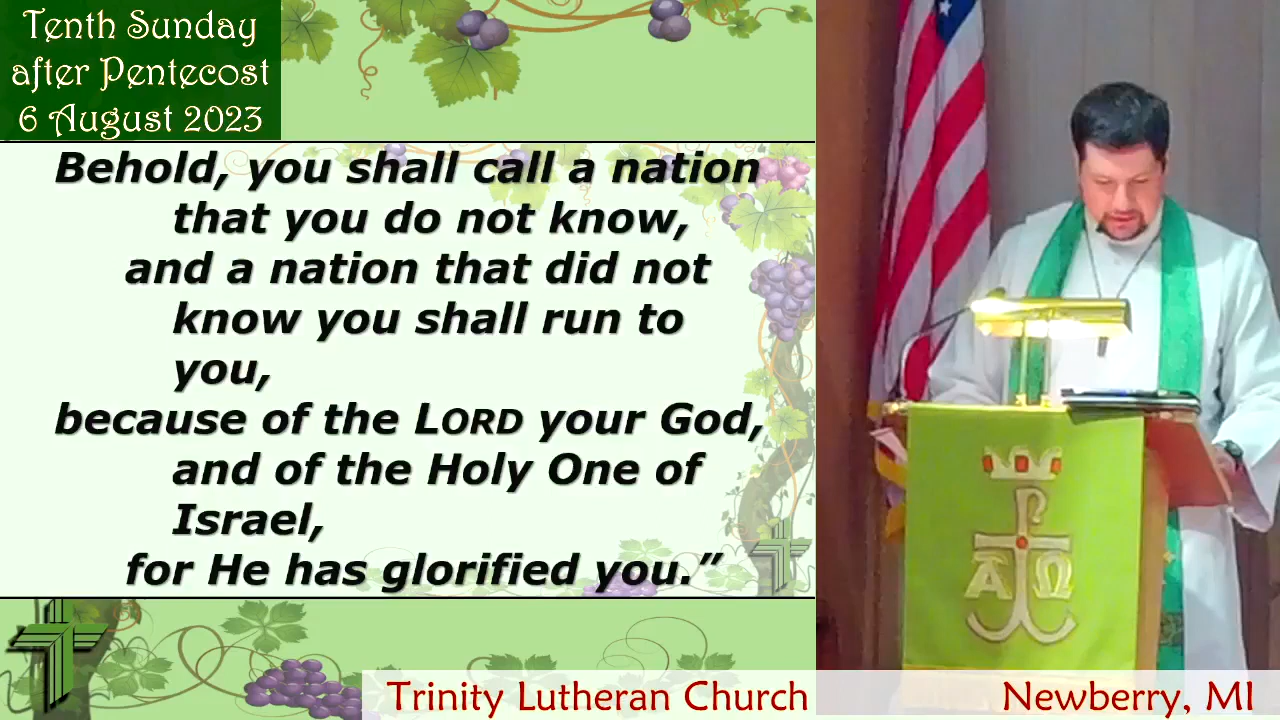 Tenth Sunday
after Pentecost
6 August 2023
Behold, you shall call a nation
that you do not know,
and a nation that did not
know you shall run to
you,
because of the LORD your God,
and of the Holy One of
Israel,
for He has glorified you.”
A Ω
Trinity Lutheran Church
Newberry, MI